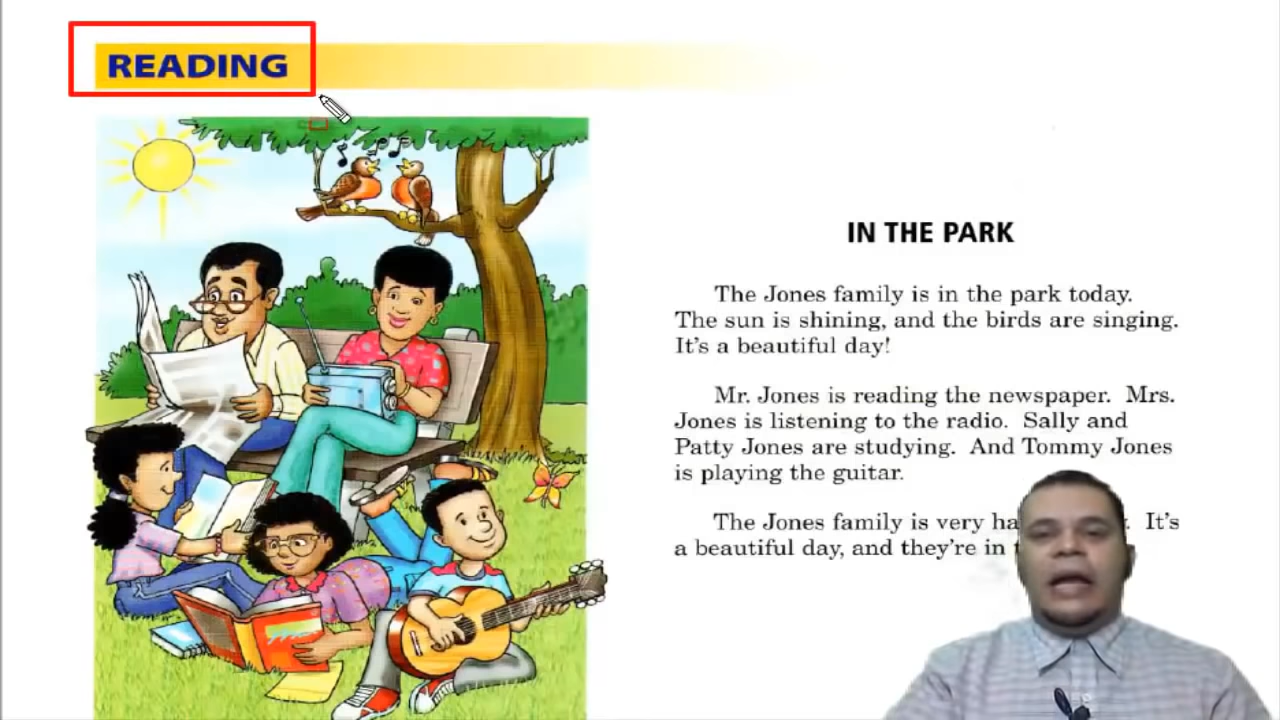 READING
IN THE PARK
The Jones family is in the park today.
The sun is shining, and the birds are singing.
It's a beautiful day!
Mr. Jones is reading the newspaper. Mrs.
Jones is listening to the radio. Sally and
Patty Jones are studying. And Tommy Jones
is playing the guitar.
The Jones family is very It's
a beautiful day, and they're in